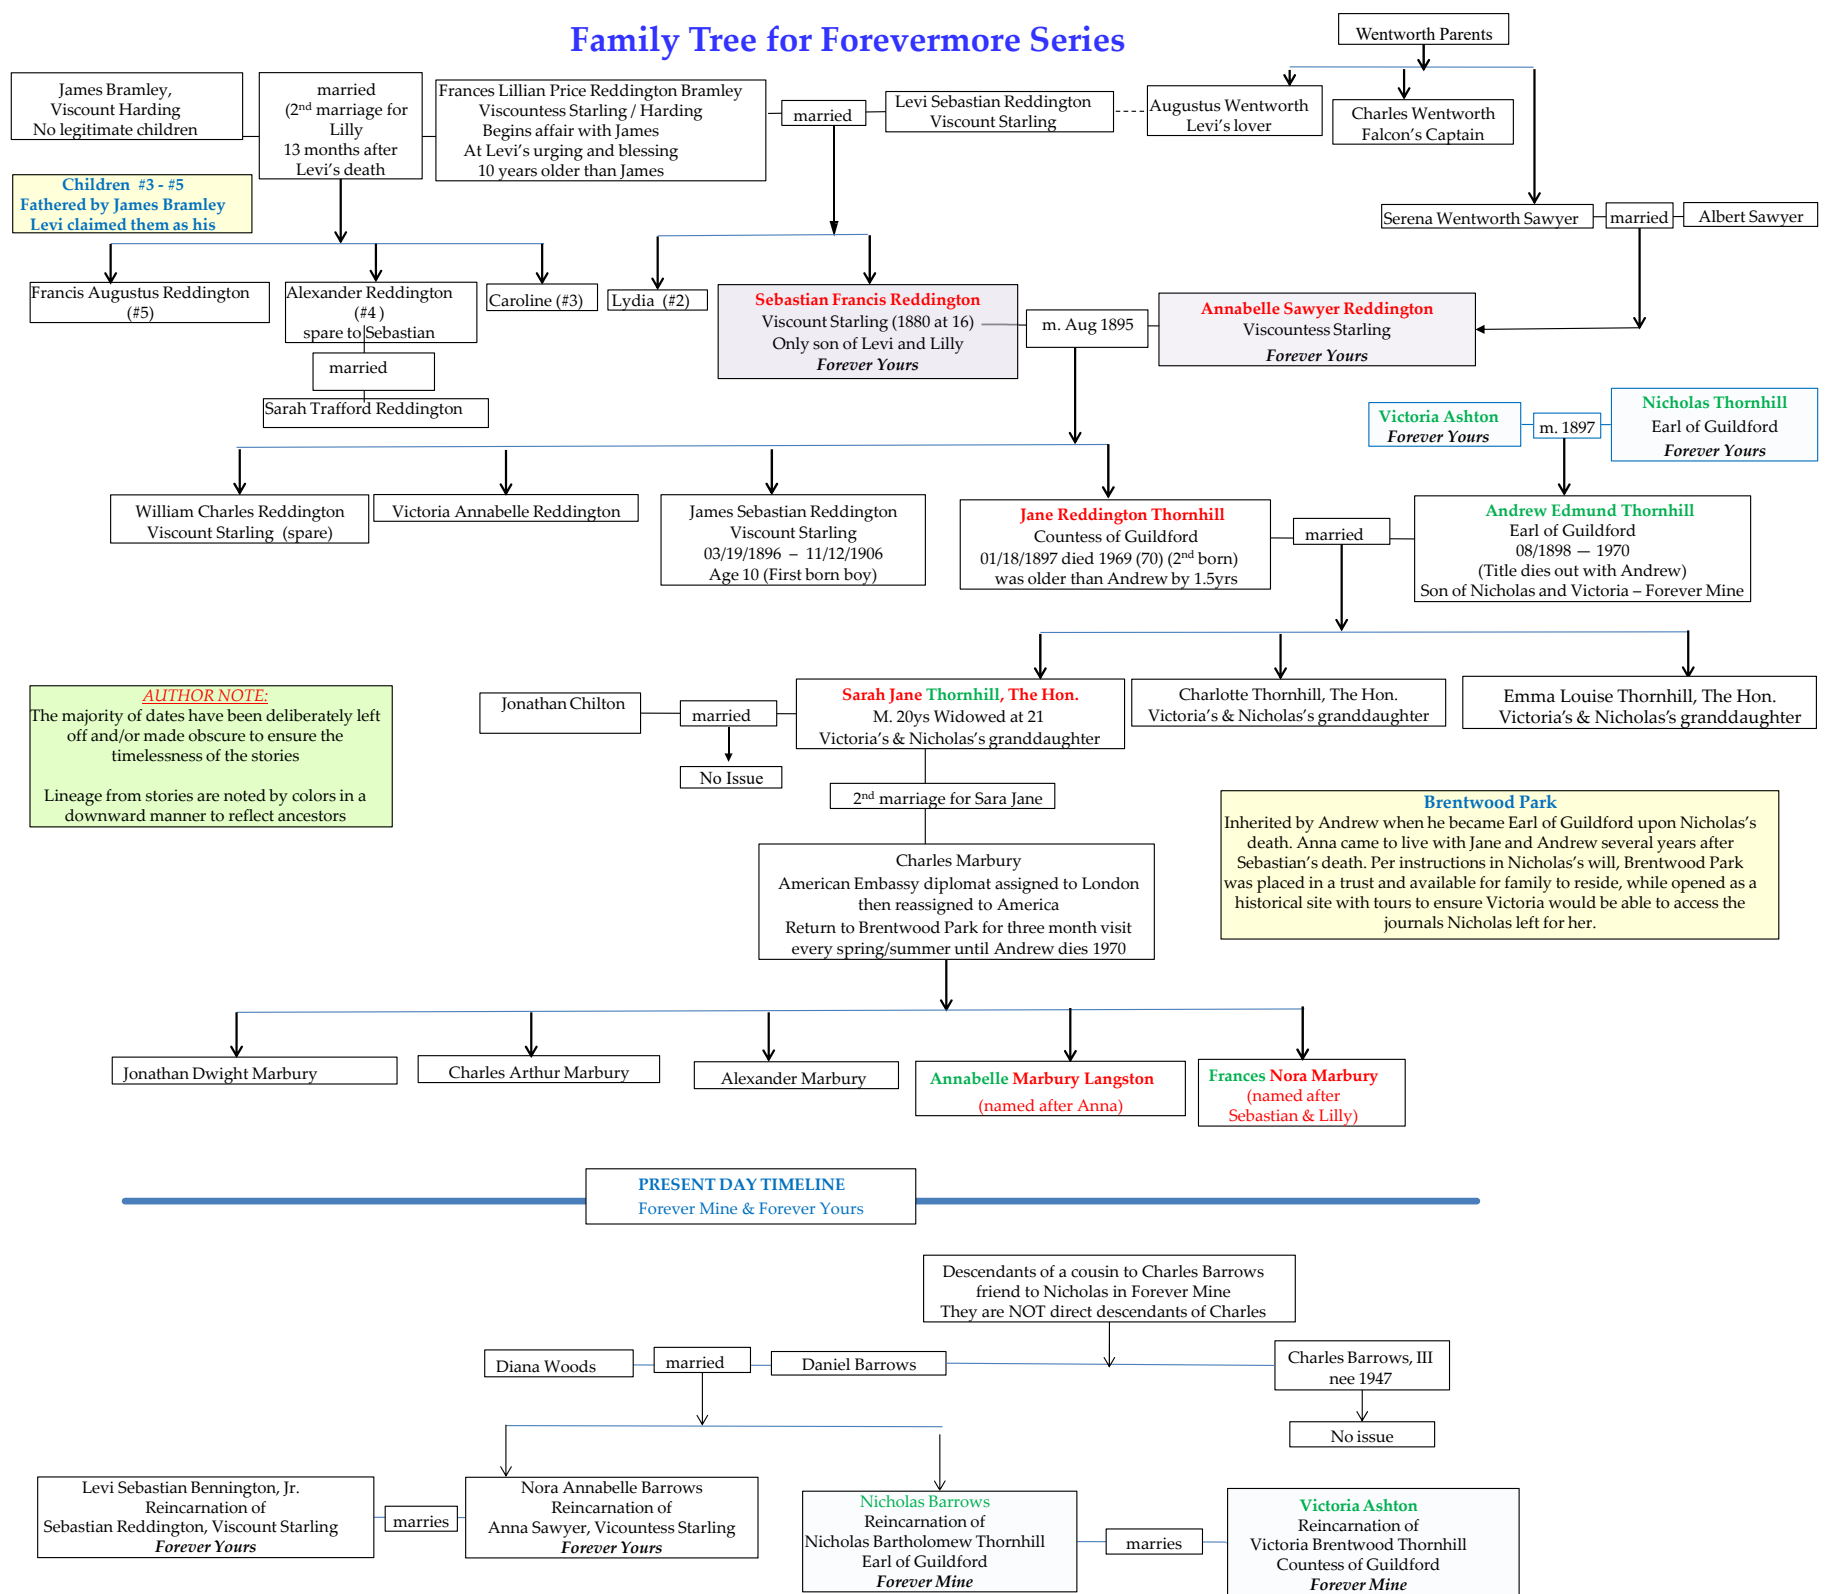 Family Tree for Forevermore Series
Wentworth Parents
James Bramley,
Viscount Harding
No legitimate children
married
(2nd marriage for
Lilly
13 months after
Levi's death
Frances Lillian Price Reddington Bramley
Viscountess Starling / Harding
Begins affair with James
At Levi's urging and blessing
10 years older than James
married
Levi Sebastian Reddington
Viscount Starling
Augustus Wentworth
Levi's lover
Charles Wentworth
Falcon's Captain
Children #3 - #5
Fathered by James Bramley
Levi claimed them as his
Serena Wentworth Sawyer
married
Albert Sawyer
Francis Augustus Reddington
(#5)
Alexander Reddington
(#4 )
spare to Sebastian
Caroline (#3)
Lydia (#2)
Sebastian Francis Reddington
Viscount Starling (1880 at 16)
Only son of Levi and Lilly
Forever Yours
m. Aug 1895
Annabelle Sawyer Reddington
Viscountess Starling
Forever Yours
married
Sarah Trafford Reddington
Victoria Ashton
Forever Yours
m. 1897
Nicholas Thornhill
Earl of Guildford
Forever Yours
William Charles Reddington
Viscount Starling (spare)
Victoria Annabelle Reddington
James Sebastian Reddington
Viscount Starling
03/19/1896 – 11/12/1906
Age 10 (First born boy)
Jane Reddington Thornhill
Countess of Guildford
01/18/1897 died 1969 (70) (2nd born)
was older than Andrew by 1.5yrs
married
Andrew Edmund Thornhill
Earl of Guildford
08/1898 — 1970
(Title dies out with Andrew)
Son of Nicholas and Victoria – Forever Mine
AUTHOR NOTE:
The majority of dates have been deliberately left
off and/or made obscure to ensure the
timelessness of the stories
Lineage from stories are noted by colors in a
downward manner to reflect ancestors
Jonathan Chilton
married
No Issue
Sarah Jane Thornhill, The Hon.
M. 20ys Widowed at 21
Victoria's & Nicholas's granddaughter
Charlotte Thornhill, The Hon.
Victoria's & Nicholas's granddaughter
Emma Louise Thornhill, The Hon.
Victoria's & Nicholas's granddaughter
2nd marriage for Sara Jane
Charles Marbury
American Embassy diplomat assigned to London
then reassigned to America
Return to Brentwood Park for three month visit
every spring/summer until Andrew dies 1970
Brentwood Park
Inherited by Andrew when he became Earl of Guildford upon Nicholas's
death. Anna came to live with Jane and Andrew several years after
Sebastian's death. Per instructions in Nicholas's will, Brentwood Park
was placed in a trust and available for family to reside, while opened as a
historical site with tours to ensure Victoria would be able to access the
journals Nicholas left for her.
Jonathan Dwight Marbury
Charles Arthur Marbury
Alexander Marbury
Annabelle Marbury Langston
(named after Anna)
Frances Nora Marbury
(named after
Sebastian & Lilly)
PRESENT DAY TIMELINE
Forever Mine & Forever Yours
Descendants of a cousin to Charles Barrows
friend to Nicholas in Forever Mine
They are NOT direct descendants of Charles
Diana Woods
married
Daniel Barrows
Charles Barrows, III
nee 1947
No issue
Levi Sebastian Bennington, Jr.
Reincarnation of
Sebastian Reddington, Viscount Starling
Forever Yours
marries
Nora Annabelle Barrows
Reincarnation of
Anna Sawyer, Vicountess Starling
Forever Yours
Nicholas Barrows
Reincarnation of
Nicholas Bartholomew Thornhill
Earl of Guildford
Forever Mine
marries
Victoria Ashton
Reincarnation of
Victoria Brentwood Thornhill
Countess of Guildford
Forever Mine